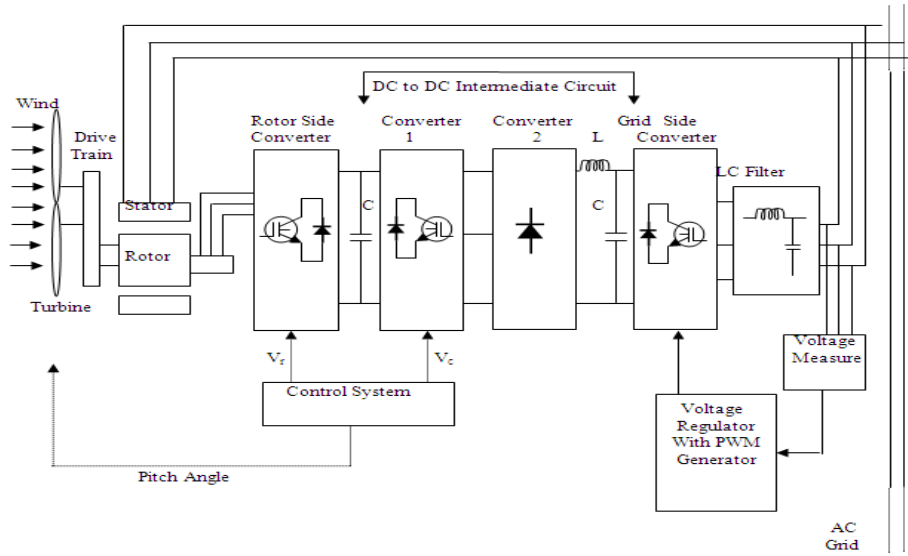 DC to DC Intermediate Circuit
Wind
Drive
Train
Rotor Side
Converter
Converter
1
Converter
2
L
Grid Side
Converter
LC Filter
Stator
C
C
Rotor
Turbine
Vr
Vc
Voltage
Measure
Control System
Voltage
Regulator
With PWM
Generator
Pitch Angle
AC
Grid